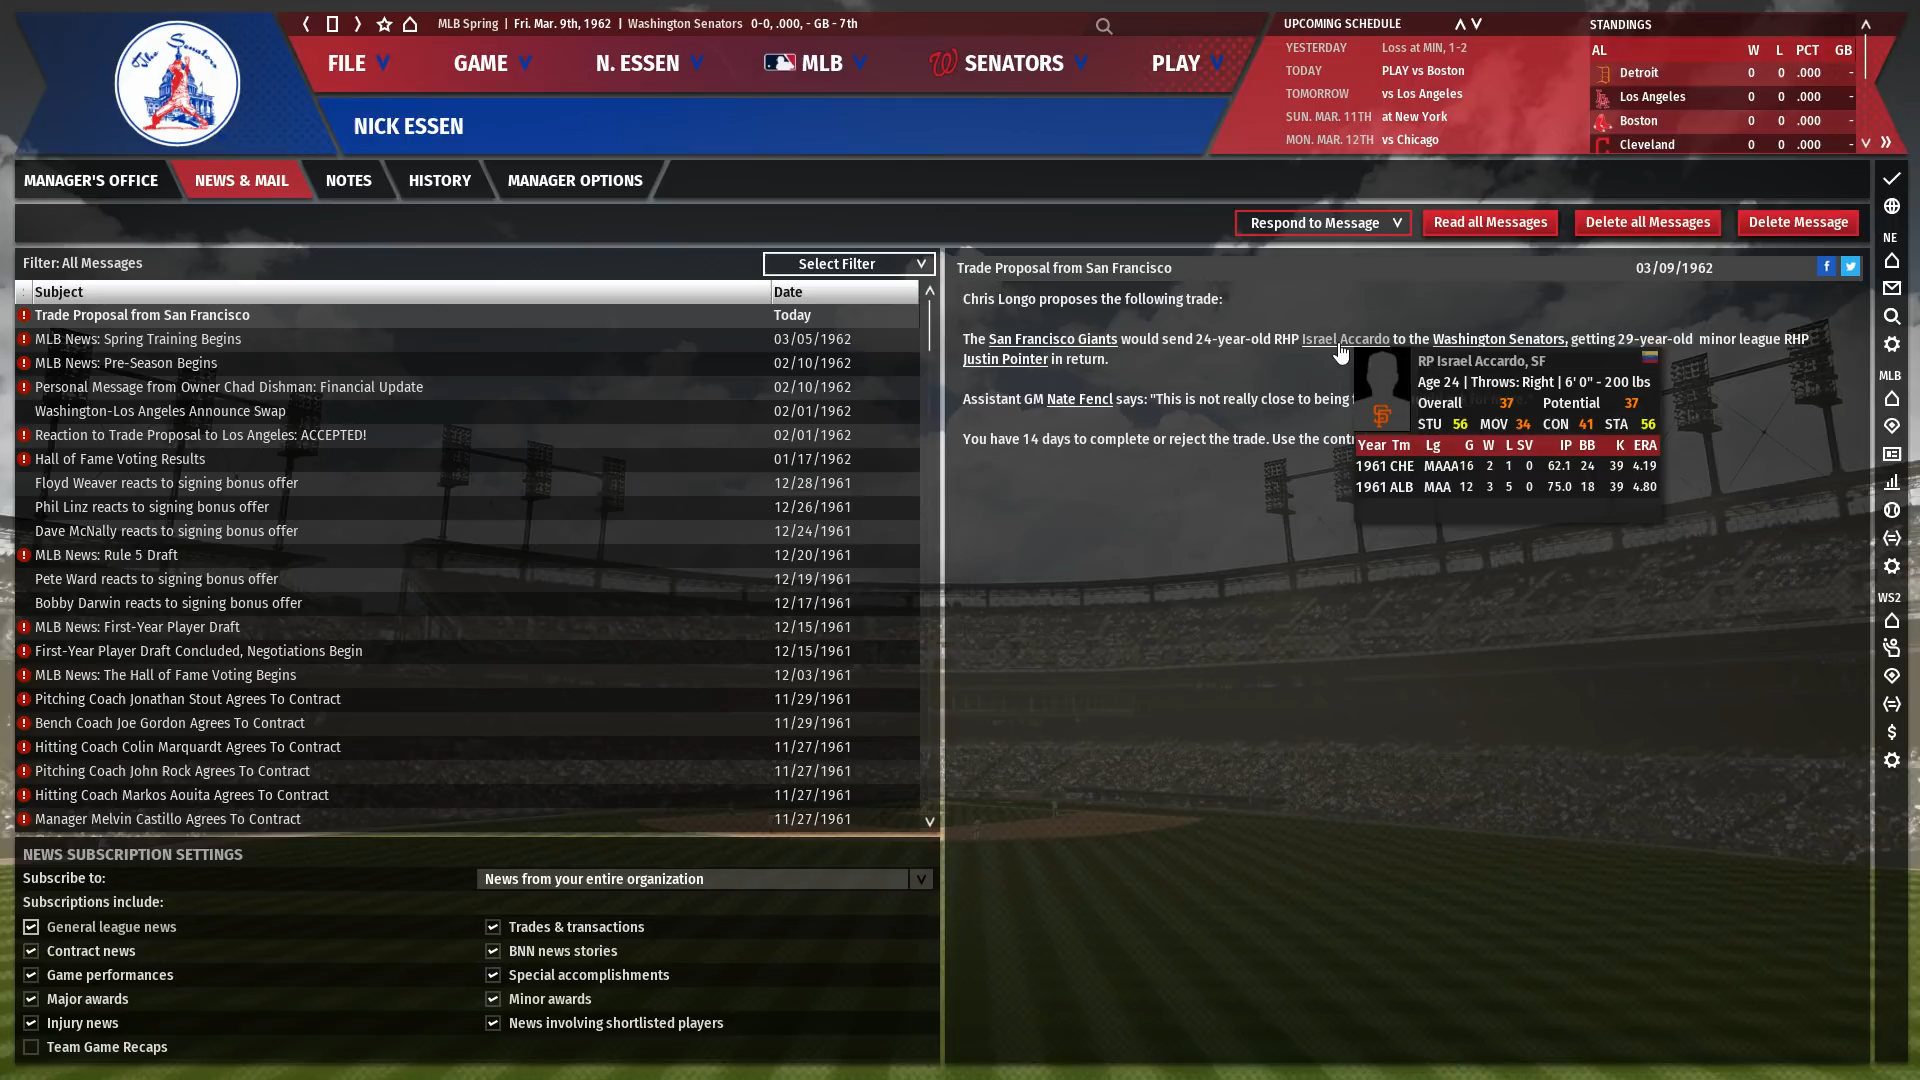 MLB Spring | Fri. Mar. 9th, 1962 | Washington Senators 0-0, .000, - GB - 7th
The Senators
FILE GAME N. ESSEN MLB SENATORS PLAY
NICK ESSEN
UPCOMING SCHEDULE
YESTERDAY Loss at MIN, 1-2
TODAY PLAY vs Boston
TOMORROW vs Los Angeles
SUN. MAR. 11TH at New York
MON. MAR. 12TH vs Chicago
STANDINGS
AL W L PCT GB
Detroit 0 0 .000 -
Los Angeles 0 0 .000 -
Boston 0 0 .000 -
Cleveland 0 0 .000 -
MANAGER'S OFFICE NEWS & MAIL NOTES HISTORY MANAGER OPTIONS
Respond to Message Read all Messages Delete all Messages Delete Message
Filter: All Messages Select Filter
Subject Date
Trade Proposal from San Francisco Today
MLB News: Spring Training Begins 03/05/1962
MLB News: Pre-Season Begins 02/10/1962
Personal Message from Owner Chad Dishman: Financial Update 02/10/1962
Washington-Los Angeles Announce Swap 02/01/1962
Reaction to Trade Proposal to Los Angeles: ACCEPTED! 02/01/1962
Hall of Fame Voting Results 01/17/1962
Floyd Weaver reacts to signing bonus offer 12/28/1961
Phil Linz reacts to signing bonus offer 12/26/1961
Dave McNally reacts to signing bonus offer 12/24/1961
MLB News: Rule 5 Draft 12/20/1961
Pete Ward reacts to signing bonus offer 12/19/1961
Bobby Darwin reacts to signing bonus offer 12/17/1961
MLB News: First-Year Player Draft 12/15/1961
First-Year Player Draft Concluded, Negotiations Begin 12/15/1961
MLB News: The Hall of Fame Voting Begins 12/03/1961
Pitching Coach Jonathan Stout Agrees To Contract 11/29/1961
Bench Coach Joe Gordon Agrees To Contract 11/29/1961
Hitting Coach Colin Marquardt Agrees To Contract 11/27/1961
Pitching Coach John Rock Agrees To Contract 11/27/1961
Hitting Coach Markos Aouita Agrees To Contract 11/27/1961
Manager Melvin Castillo Agrees To Contract 11/27/1961
NEWS SUBSCRIPTION SETTINGS
Subscribe to: News from your entire organization
Subscriptions include:
General league news Trades & transactions
Contract news BNN news stories
Game performances Special accomplishments
Major awards Minor awards
Injury news News involving shortlisted players
Team Game Recaps
Trade Proposal from San Francisco 03/09/1962
Chris Longo proposes the following trade:
The San Francisco Giants would send 24-year-old RHP Israel Accardo to the Washington Senators, getting 29-year-old minor league RHP
Justin Pointer in return.
Assistant GM Nate Fencl says: "This is not really close to being
You have 14 days to complete or reject the trade. Use the
RP Israel Accardo, SF
Age 24 | Throws: Right | 6' 0" - 200 lbs
Overall 37 Potential 37
STU 56 MOV 34 CON 41 STA 56
Year Tm Lg G W L SV IP BB K ERA
1961 CHE MAAA 16 2 1 0 62.1 24 39 4.19
1961 ALB MAA 12 3 5 0 75.0 18 39 4.80
NE
MLB
WS2